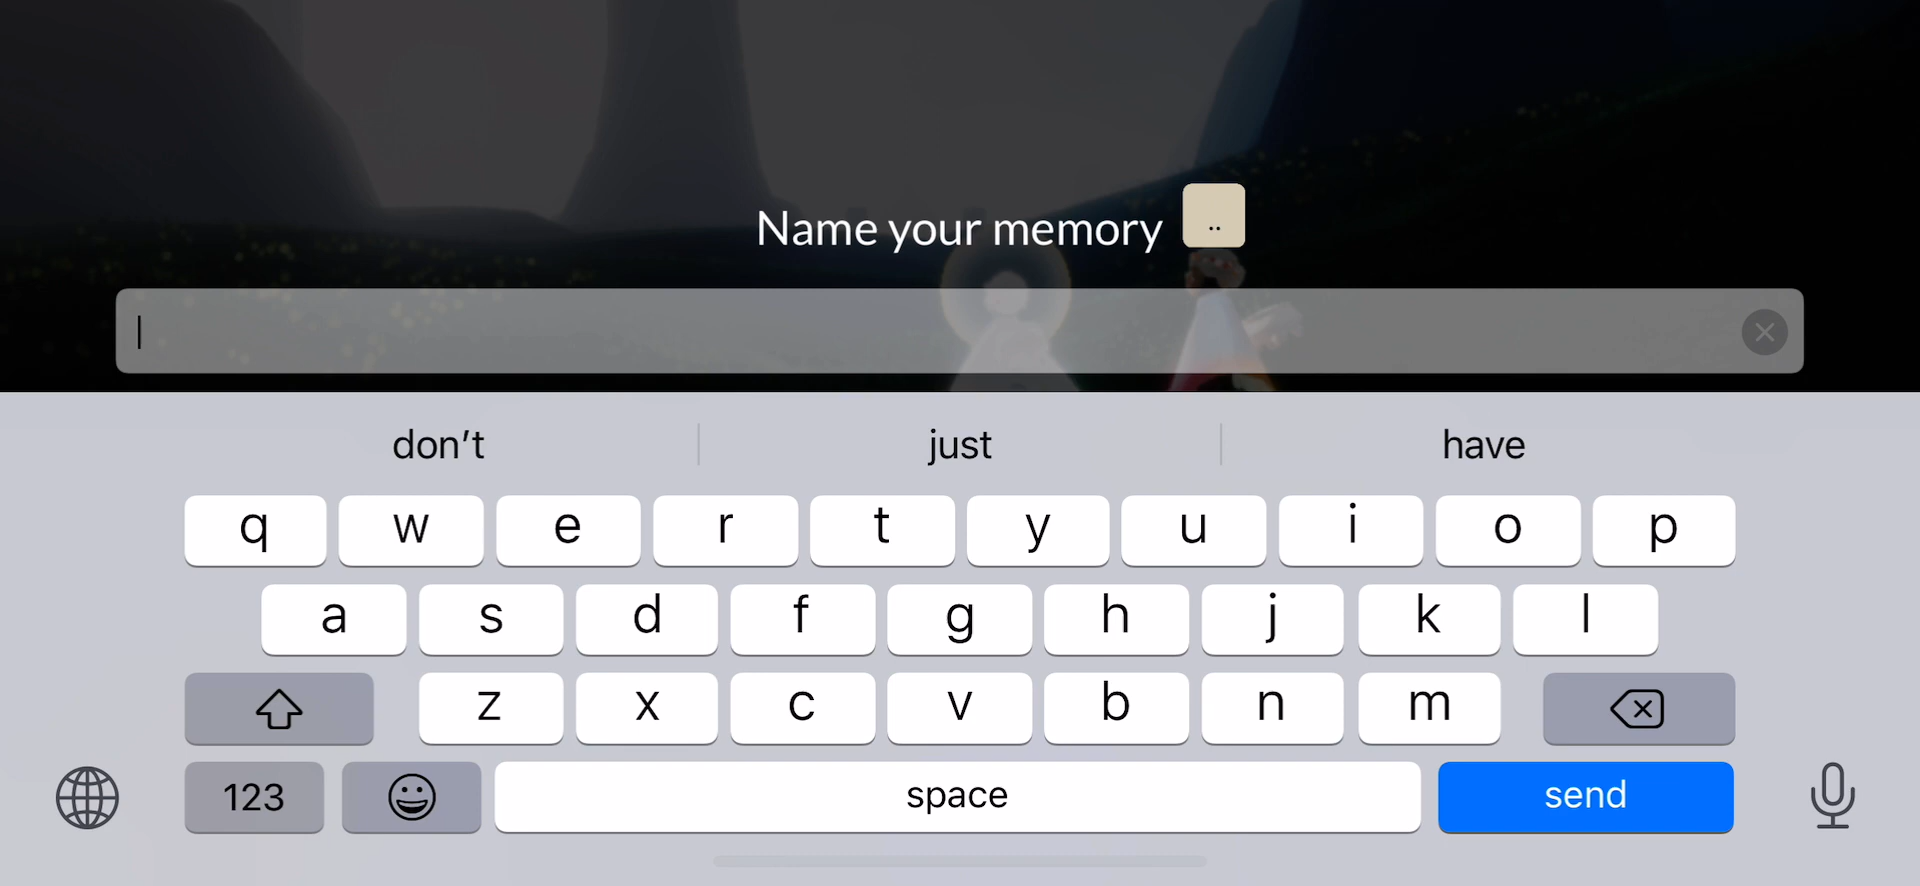 Name your memory ..
don't just have
q w e r t y u i o p
a s d f g h j k l
z x c v b n m
123 space send